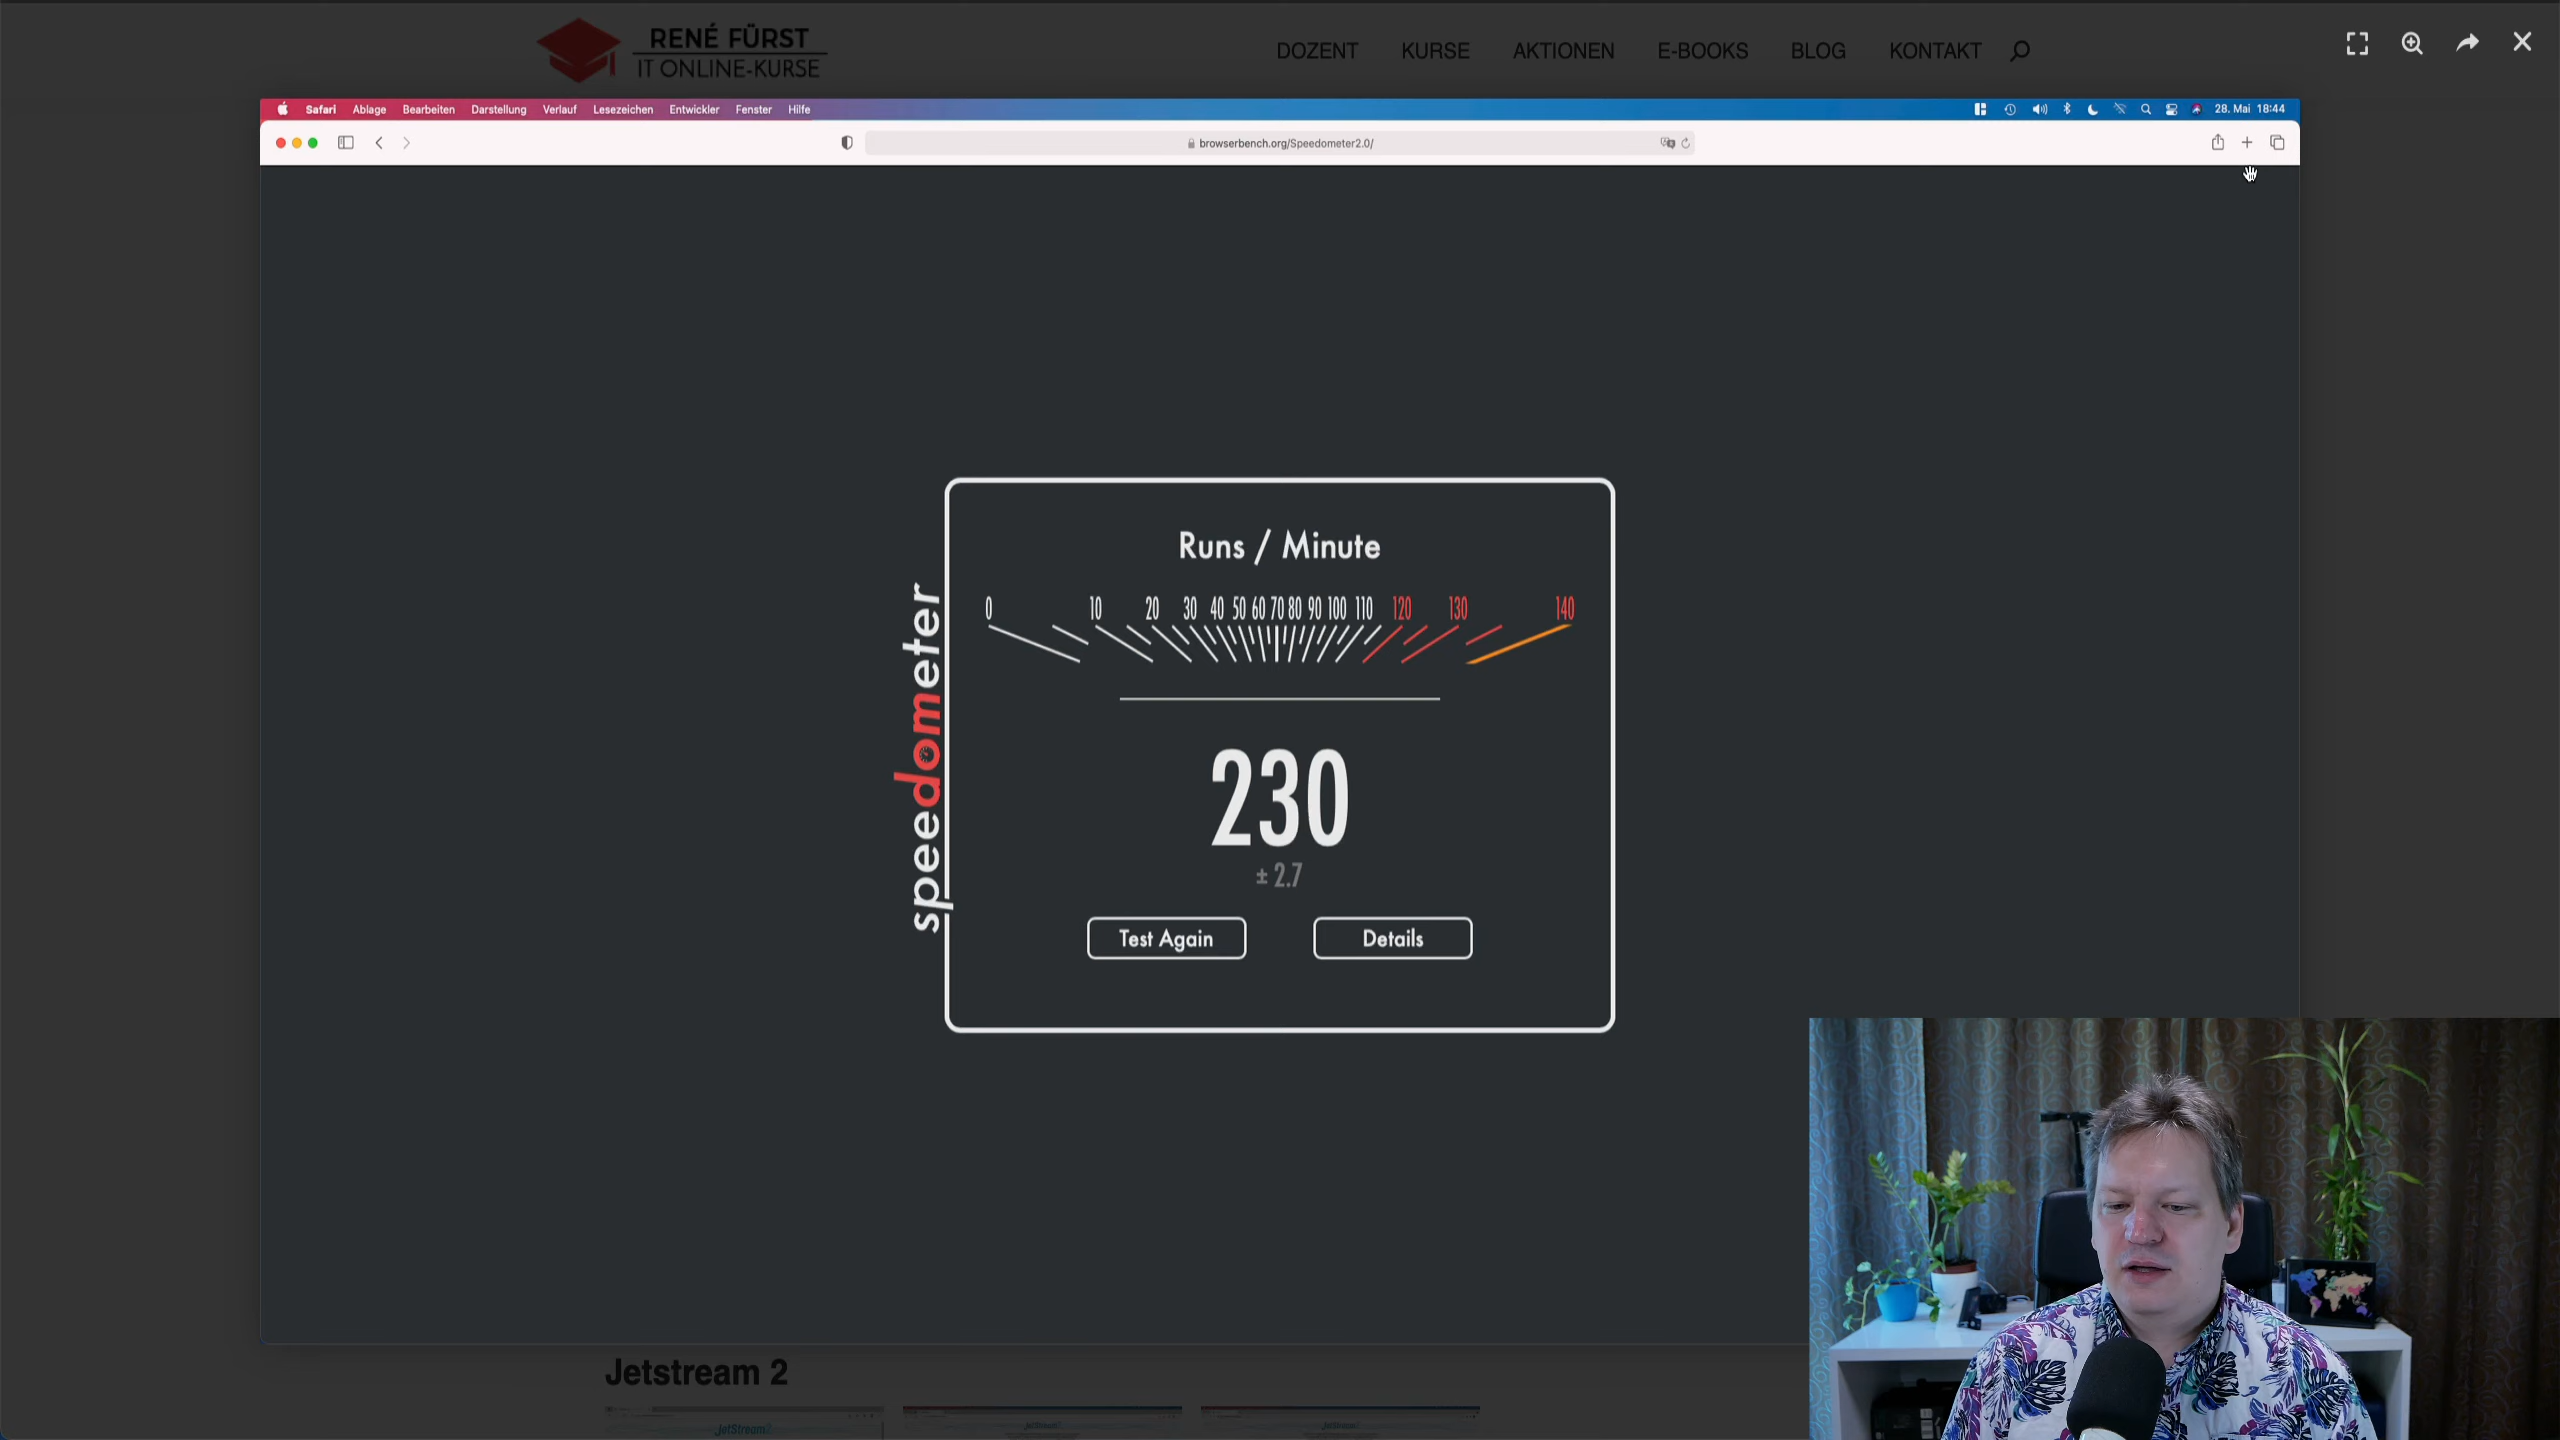 RENÉ FÜRST
IT ONLINE-KURSE
DOZENT KURSE AKTIONEN E-BOOKS BLOG KONTAKT
Safari Ablage Bearbeiten Darstellung Verlauf Lesezeichen Entwickler Fenster Hilfe
28. Mai 18:44
browserbench.org/Speedometer2.0/
speedometer
Runs / Minute
0 10 20 30 40 50 60 70 80 90 100 110 120 130 140
230
± 2.7
Test Again Details
Jetstream 2
JetStream2